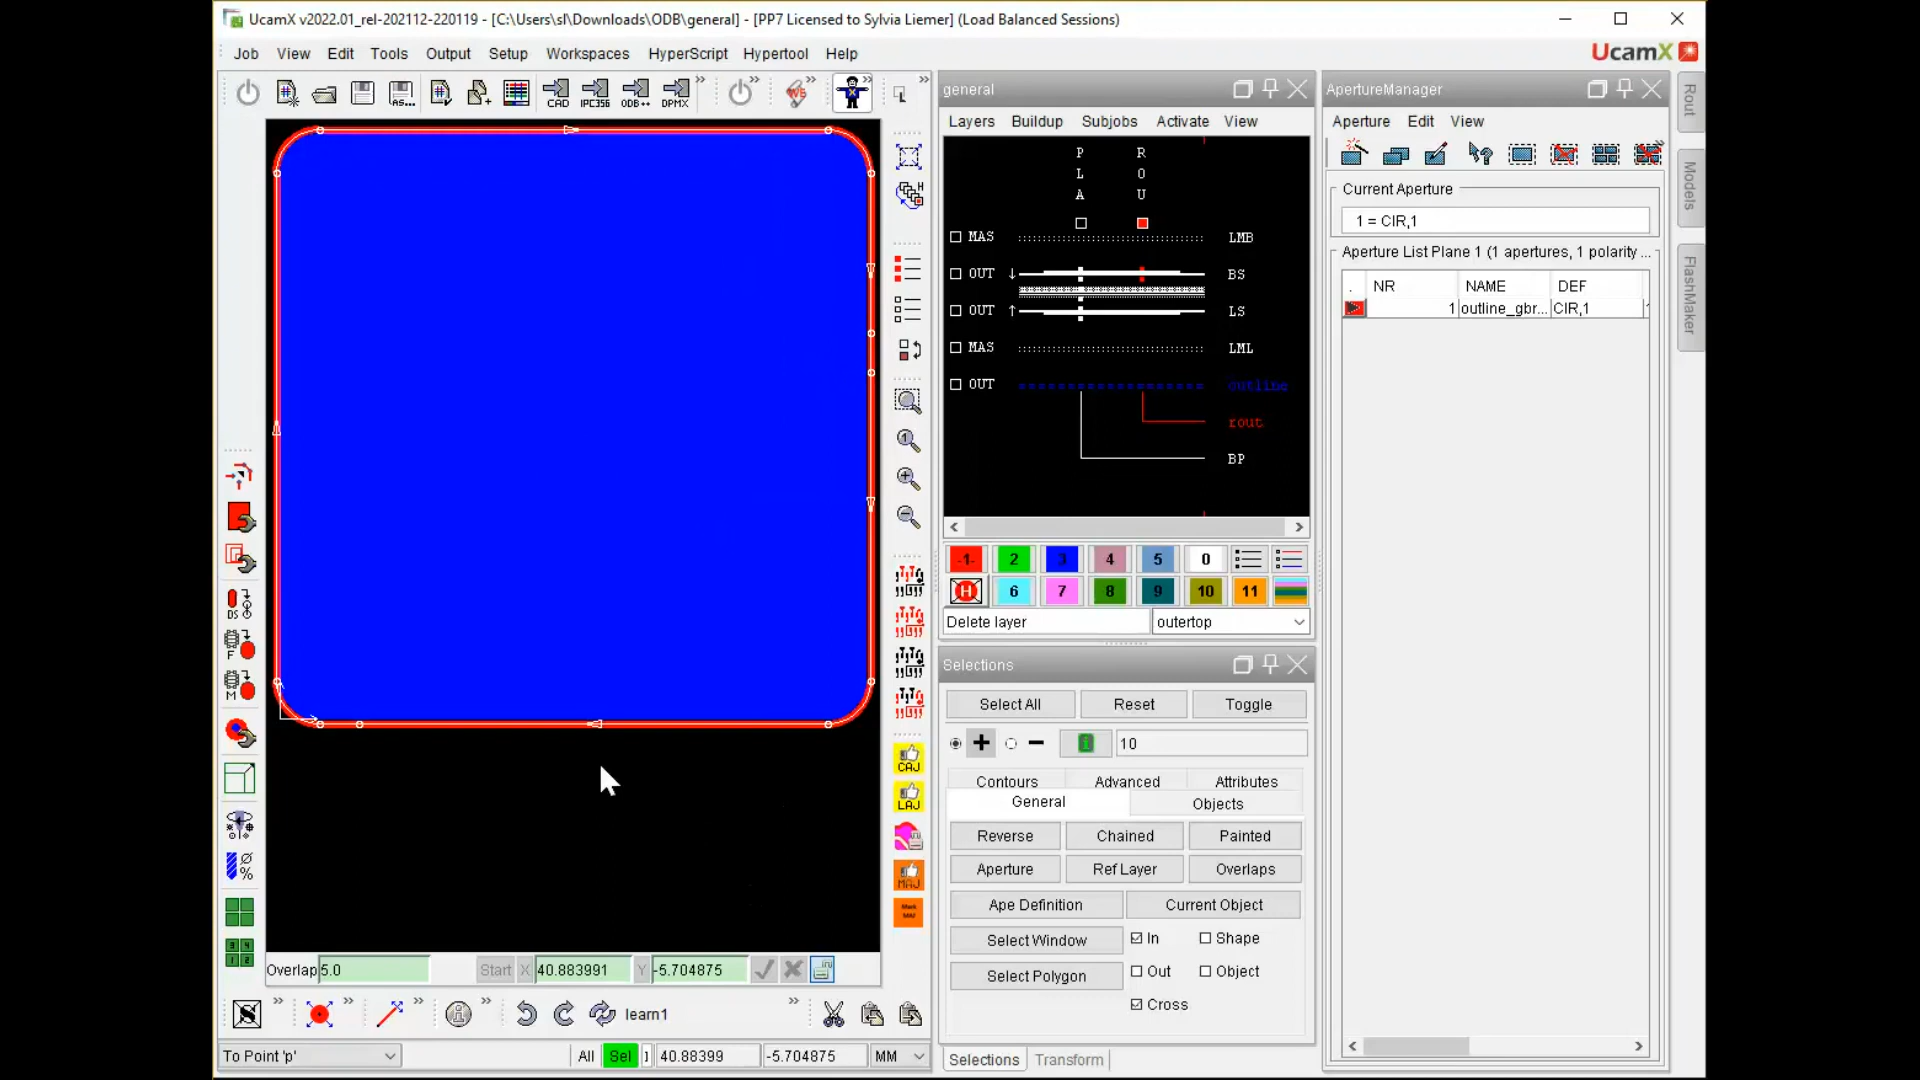 UcamX v2022.01_rel-202112-220119 - [C:\Users\sl\Downloads\ODB\general] - [PP7 Licensed to Sylvia Liemer] (Load Balanced Sessions)
Job View Edit Tools Output Setup Workspaces HyperScript Hypertool Help
UcamX
AS... CAD IPC356 ODB++ DPMX
general
Layers Buildup Subjobs Activate View
P R
L O
A U
MAS LMB
OUT BS
OUT LS
MAS LML
OUT outline
rout
BP
-1- 2 3 4 5 0
H 6 7 8 9 10 11
Delete layer outertop
Selections
Select All Reset Toggle
10
Contours Advanced Attributes
General Objects
Reverse Chained Painted
Aperture Ref Layer Overlaps
Ape Definition Current Object
Select Window In Shape
Select Polygon Out Object
Cross
Selections Transform
ApertureManager
Aperture Edit View
Current Aperture
1 = CIR,1
Aperture List Plane 1 (1 apertures, 1 polarity ...
. NR NAME DEF
1 outline_gbr... CIR,1
Rout
Models
FlashMaker
DS
F
M
%
3 4
1 2
H
1
CAJ
LAJ
MAJ
Overlap 5.0 Start X 40.883991 Y -5.704875
S learn1
To Point 'p' All Sel 40.88399 -5.704875 MM